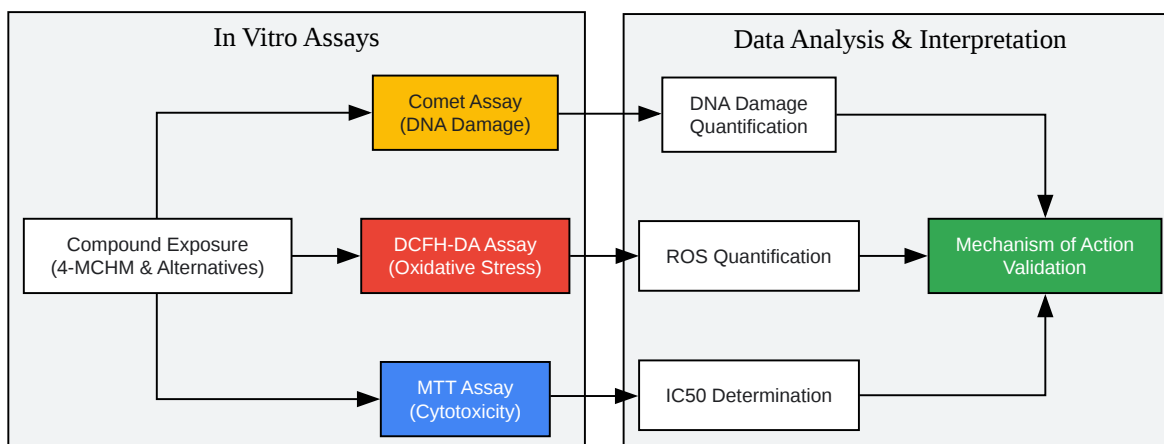 In Vitro Assays
Data Analysis & Interpretation
Comet Assay
(DNA Damage)
DNA Damage
Quantification
Compound Exposure
(4-MCHM & Alternatives)
DCFH-DA Assay
(Oxidative Stress)
ROS Quantification
Mechanism of Action
Validation
MTT Assay
(Cytotoxicity)
IC50 Determination